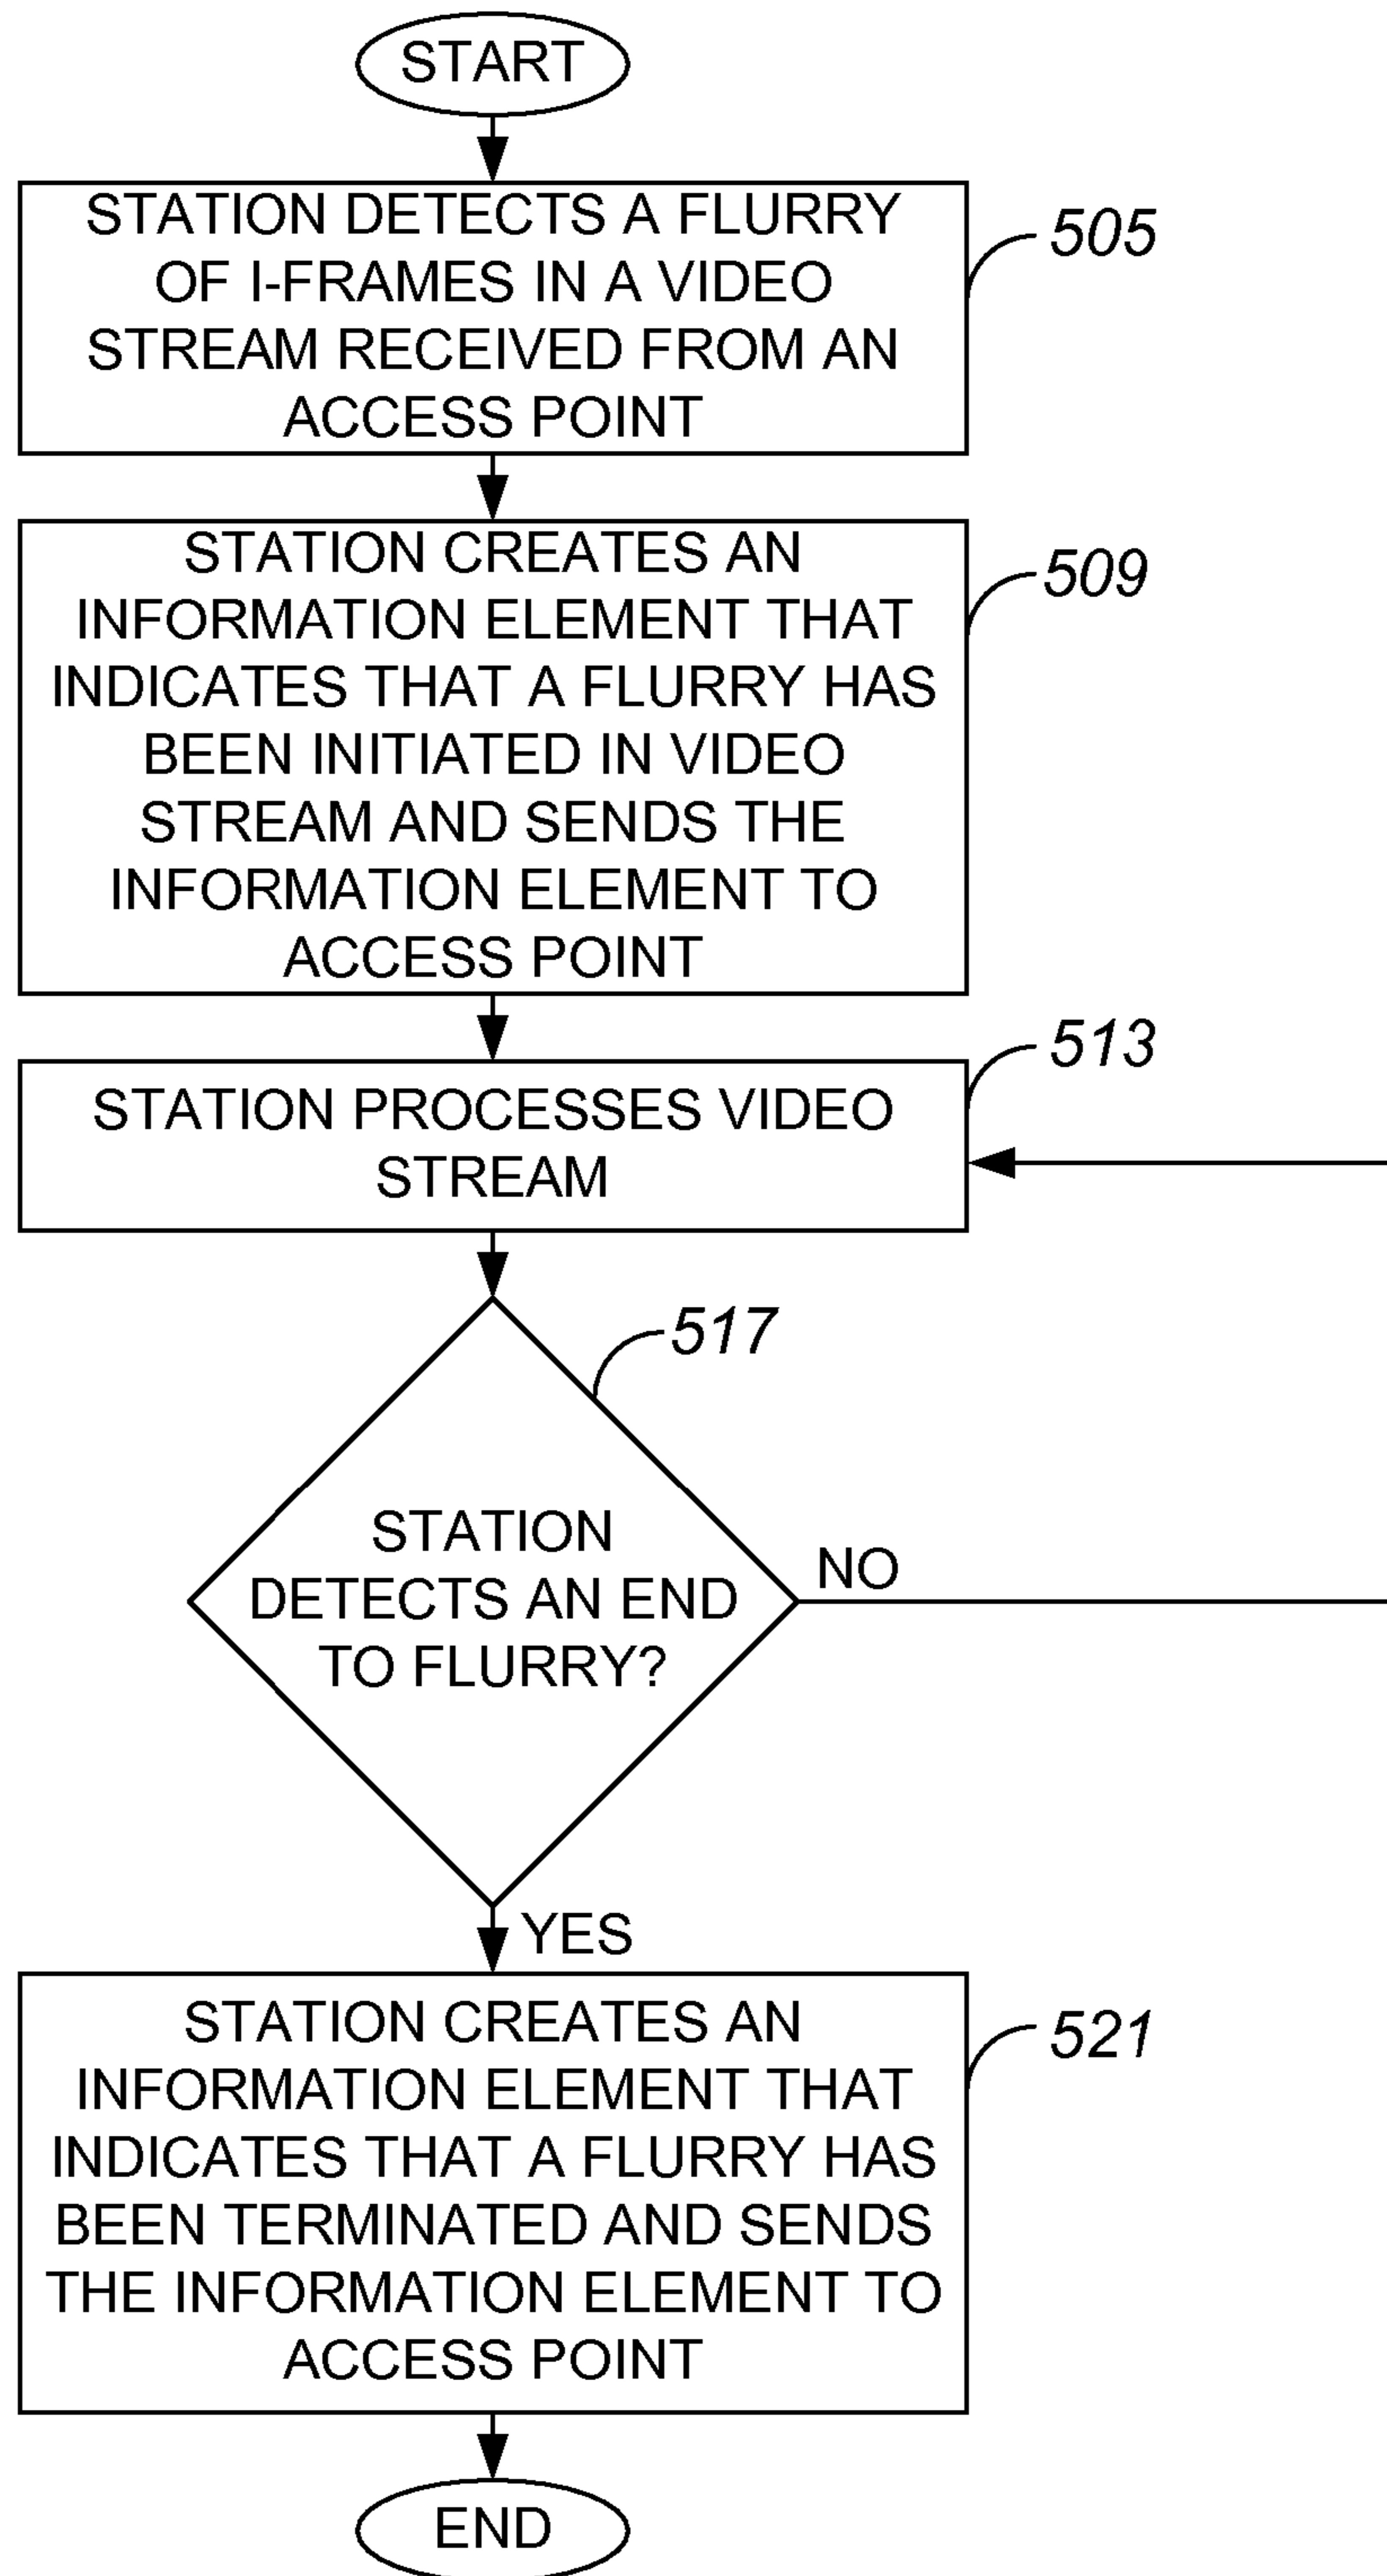 START
STATION DETECTS A FLURRY
OF I-FRAMES IN A VIDEO
STREAM RECEIVED FROM AN
ACCESS POINT
505
STATION CREATES AN
INFORMATION ELEMENT THAT
INDICATES THAT A FLURRY HAS
BEEN INITIATED IN VIDEO
STREAM AND SENDS THE
INFORMATION ELEMENT TO
ACCESS POINT
509
STATION PROCESSES VIDEO
STREAM
513
517
STATION
DETECTS AN END
TO FLURRY?
NO
YES
STATION CREATES AN
INFORMATION ELEMENT THAT
INDICATES THAT A FLURRY HAS
BEEN TERMINATED AND SENDS
THE INFORMATION ELEMENT TO
ACCESS POINT
521
END